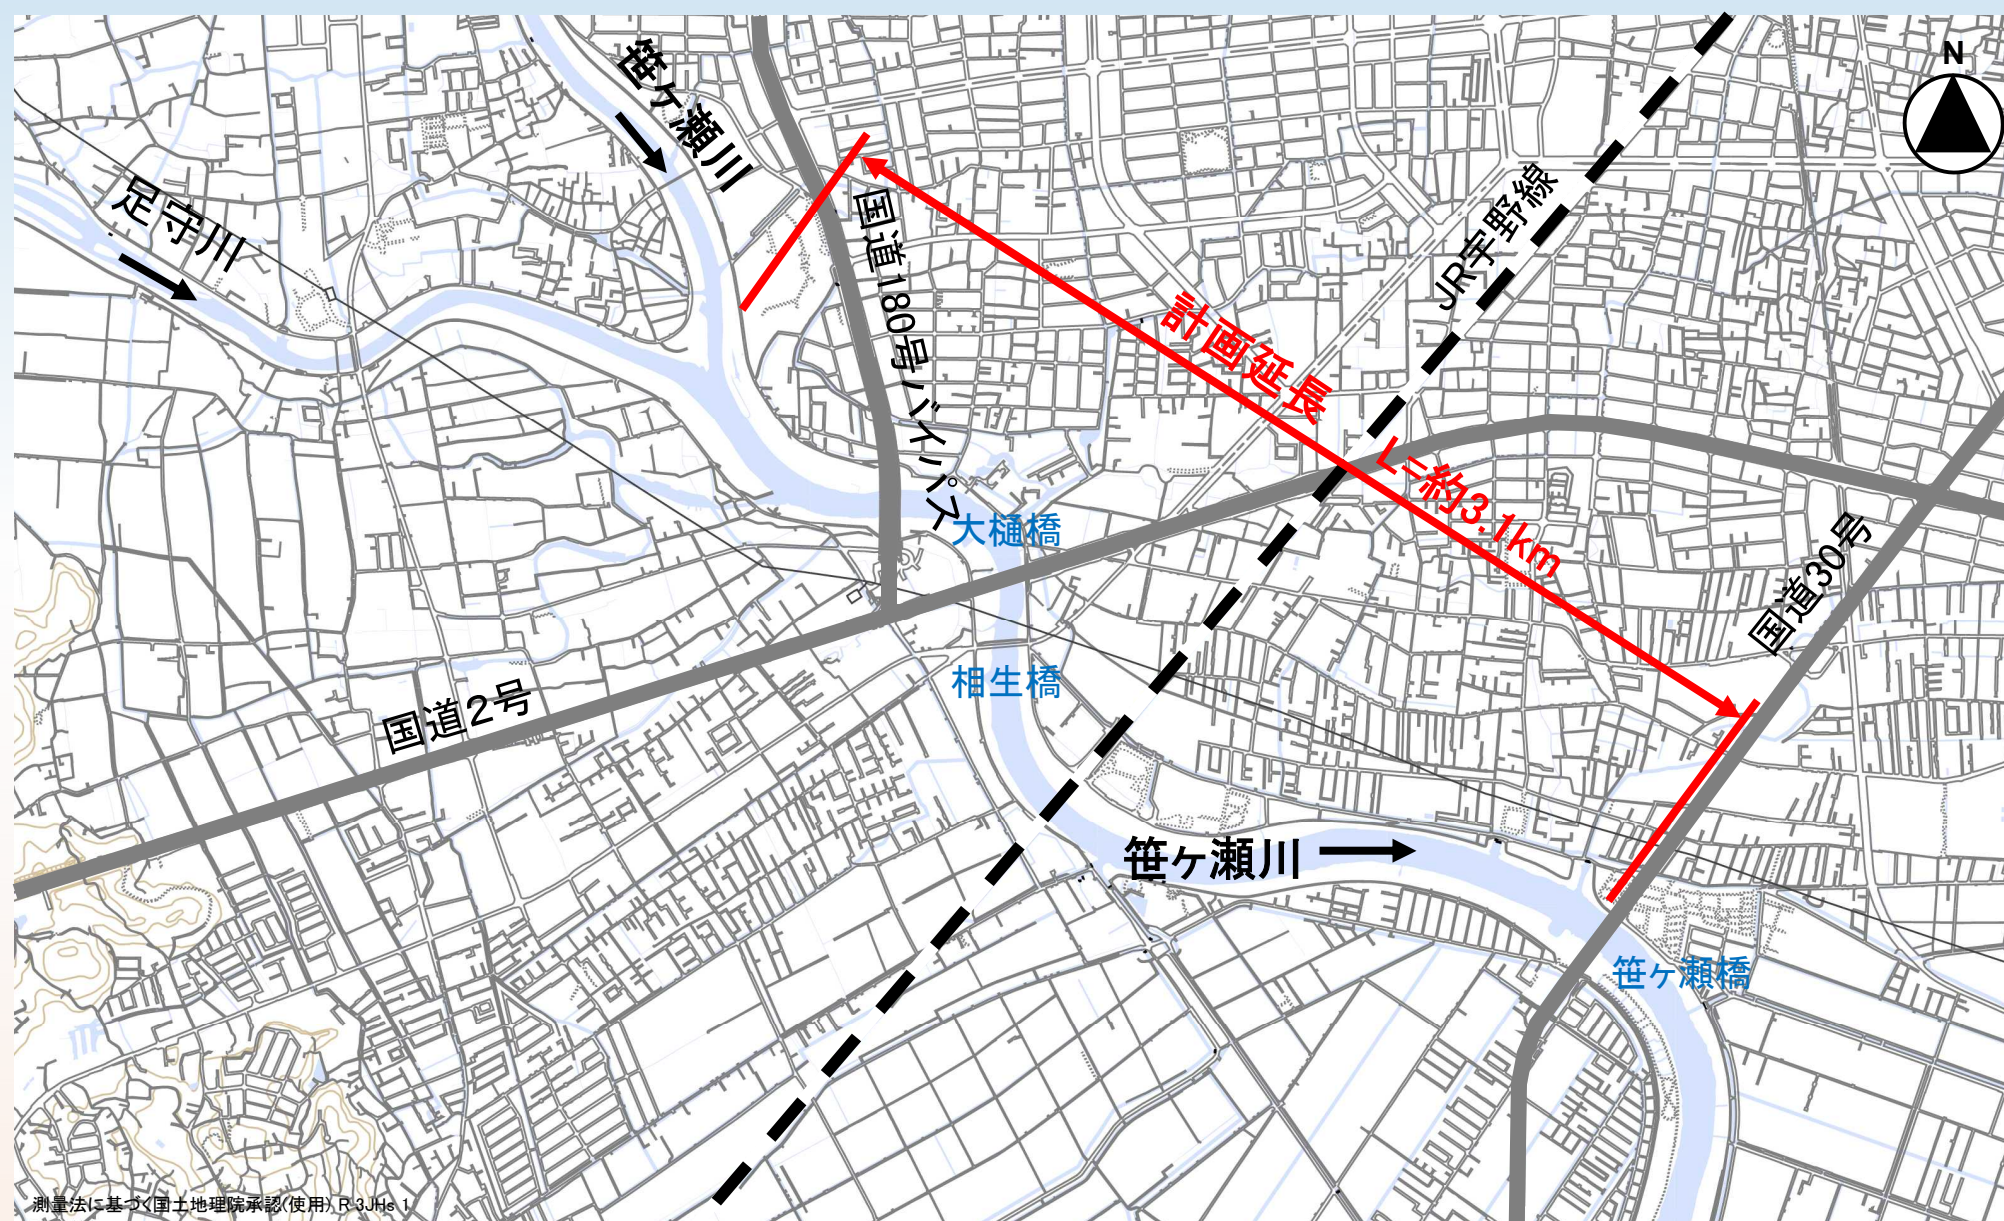 N
笹ヶ瀬川
足守川
国道180号バイパス
JR宇野線
計画延長
L=約3.1km
大樋橋
国道30号
相生橋
国道2号
笹ヶ瀬川
笹ヶ瀬橋
測量法に基づく国土地理院承認(使用) R 3JHs 1